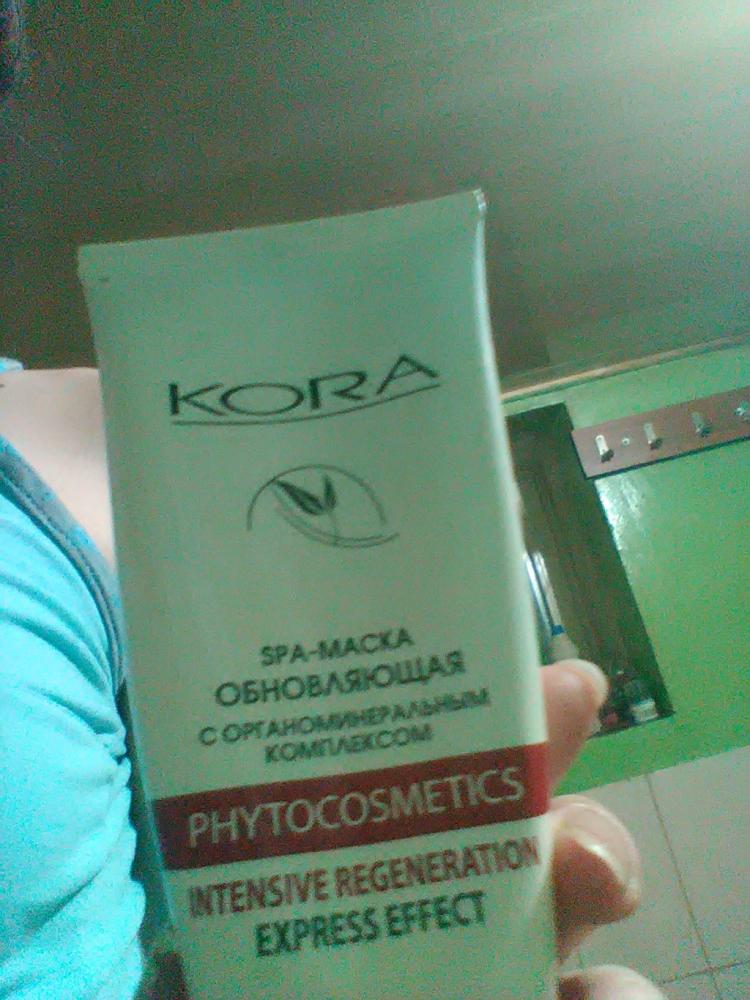 KORA
SPA-МАСКА
ОБНОВЛЯЮЩАЯ
С ОРГАНОМИНЕРАЛЬНЫМ
КОМПЛЕКСОМ
PHYTOCOSMETICS
INTENSIVE REGENERATION
EXPRESS EFFECT